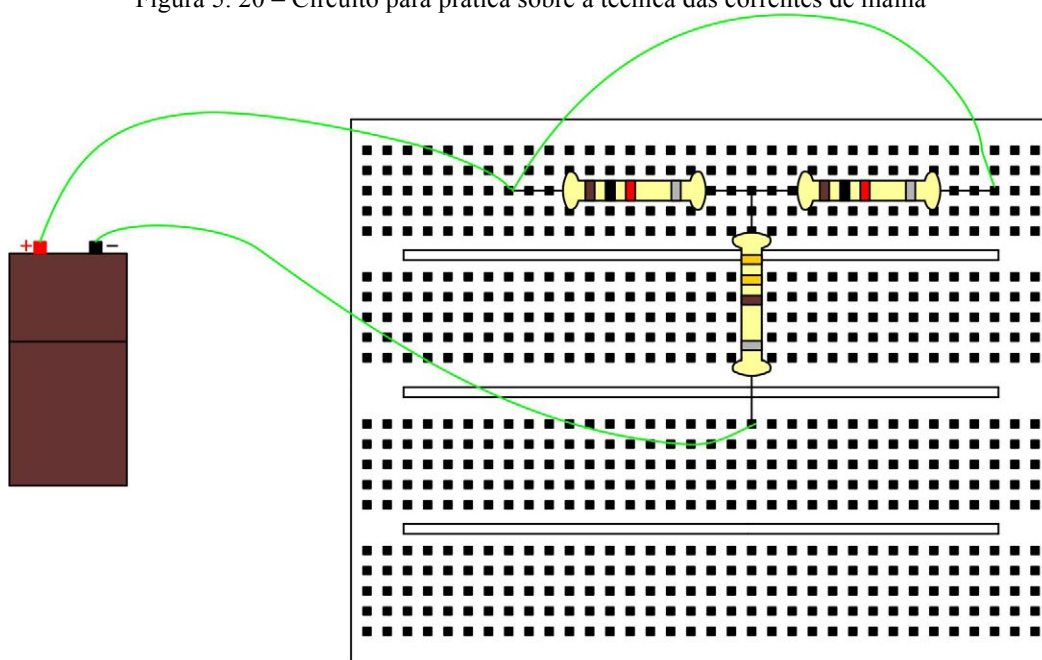 Figura 5. 20 – Circuito para prática sobre a técnica das correntes de malha
+ −